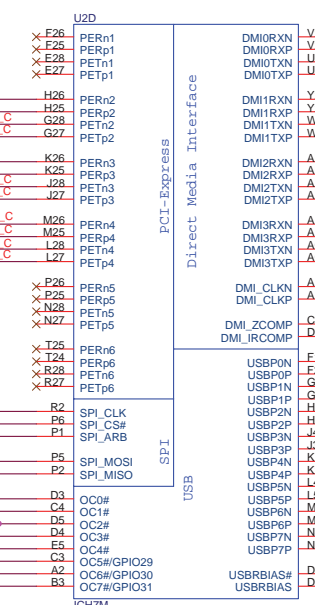 U2D
F26 PERn1 DMI0RXN V
F25 PERp1 DMI0RXP V
E28 PETn1 DMI0TXN U
E27 PETp1 DMI0TXP U
H26 PERn2 DMI1RXN Y
H25 PERp2 DMI1RXP Y
C G28 PETn2 DMI1TXN W
C G27 PETp2 DMI1TXP W
K26 PERn3 DMI2RXN A
K25 PERp3 DMI2RXP A
C J28 PETn3 DMI2TXN A
C J27 PETp3 DMI2TXP A
C M26 PERn4 DMI3RXN A
C M25 PERp4 DMI3RXP A
C L28 PETn4 DMI3TXN A
C L27 PETp4 DMI3TXP A
P26 PERn5 DMI_CLKN A
P25 PERp5 DMI_CLKP A
N28 PETn5
N27 PETp5 DMI_ZCOMP C
DMI_IRCOMP D
T25 PERn6
T24 PERp6 USBP0N F
R28 PETn6 USBP0P F
R27 PETp6 USBP1N G
USBP1P G
R2 SPI_CLK USBP2N H
P6 SPI_CS# USBP2P H
P1 SPI_ARB USBP3N J4
USBP3P J
P5 SPI_MOSI USBP4N K
P2 SPI_MISO USBP4P K
USBP5N L4
D3 OC0# USBP5P L5
C4 OC1# USBP6N M
D5 OC2# USBP6P M
D4 OC3# USBP7N N
E5 OC4# USBP7P N
C3 OC5#/GPIO29
A2 OC6#/GPIO30 USBRBIAS# D
B3 OC7#/GPIO31 USBRBIAS D
PCI-Express
Direct Media Interface
SPI
USB
ICH7M